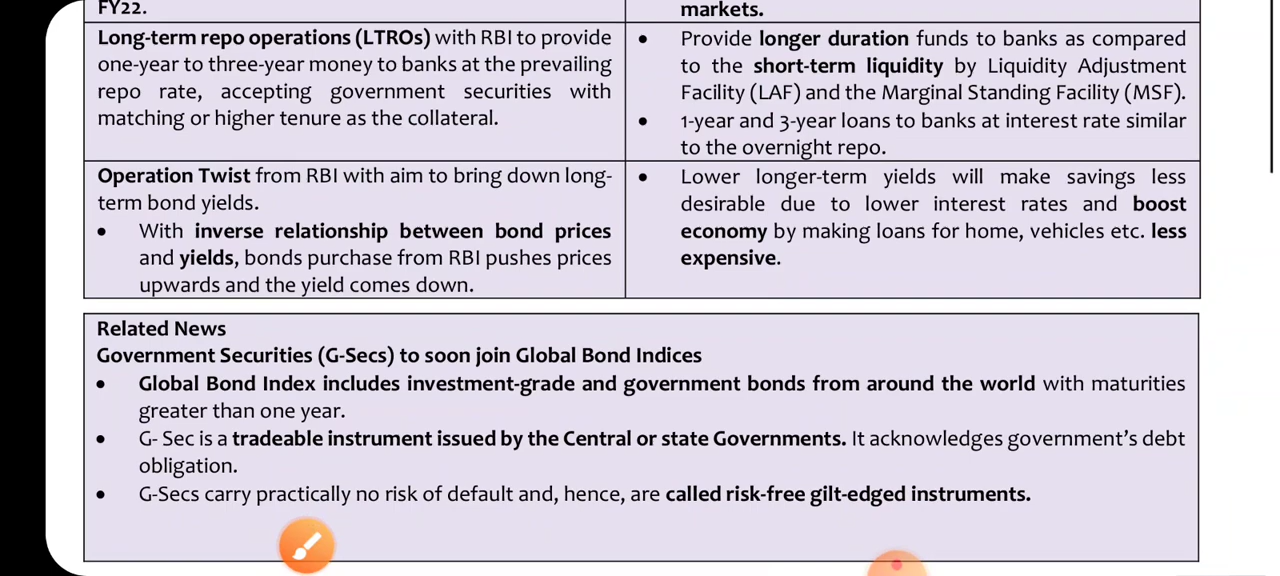 FY22.
markets.
Long-term repo operations (LTROs) with RBI to provide
one-year to three-year money to banks at the prevailing
repo rate, accepting government securities with
matching or higher tenure as the collateral.
• Provide longer duration funds to banks as compared
to the short-term liquidity by Liquidity Adjustment
Facility (LAF) and the Marginal Standing Facility (MSF).
• 1-year and 3-year loans to banks at interest rate similar
to the overnight repo.
Operation Twist from RBI with aim to bring down long-
term bond yields.
• With inverse relationship between bond prices
and yields, bonds purchase from RBI pushes prices
upwards and the yield comes down.
• Lower longer-term yields will make savings less
desirable due to lower interest rates and boost
economy by making loans for home, vehicles etc. less
expensive.
Related News
Government Securities (G-Secs) to soon join Global Bond Indices
• Global Bond Index includes investment-grade and government bonds from around the world with maturities
greater than one year.
• G- Sec is a tradeable instrument issued by the Central or state Governments. It acknowledges government's debt
obligation.
• G-Secs carry practically no risk of default and, hence, are called risk-free gilt-edged instruments.